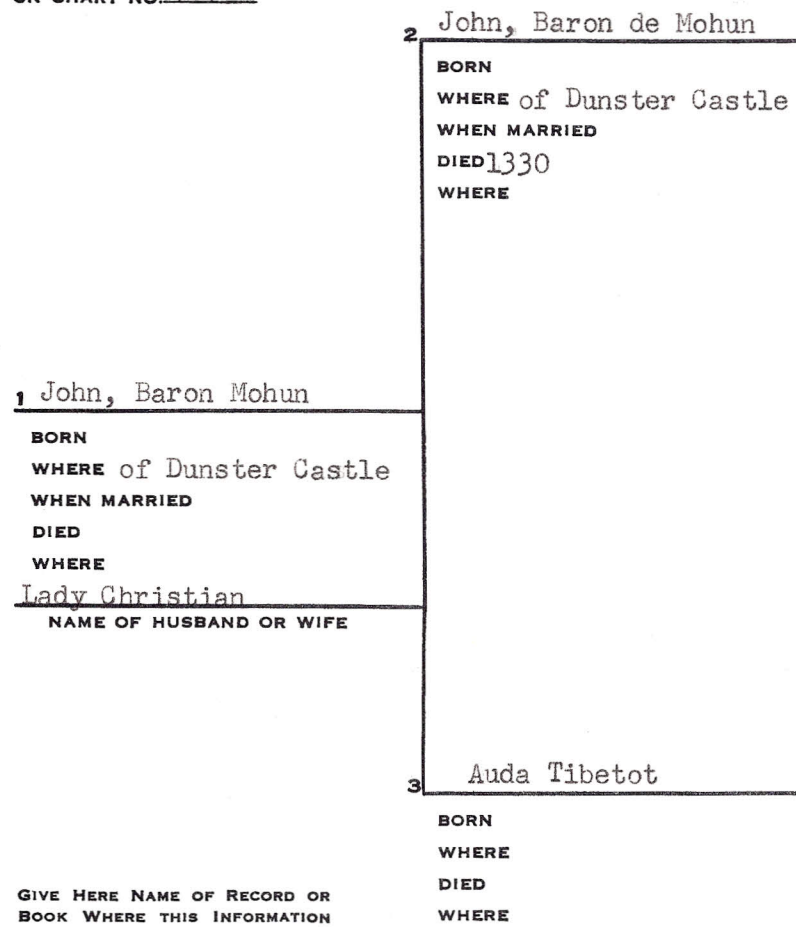 ON CHART NO.
2 John, Baron de Mohun
BORN
WHERE of Dunster Castle
WHEN MARRIED
DIED 1330
WHERE
1 John, Baron Mohun
BORN
WHERE of Dunster Castle
WHEN MARRIED
DIED
WHERE
Lady Christian
NAME OF HUSBAND OR WIFE
3 Auda Tibetot
BORN
WHERE
DIED
WHERE
GIVE HERE NAME OF RECORD OR
BOOK WHERE THIS INFORMATION